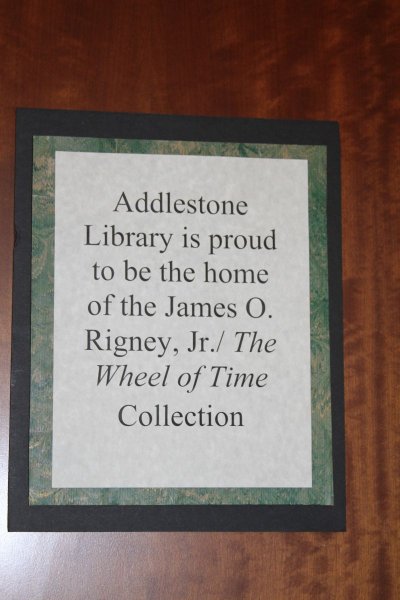 Addlestone
Library is proud
to be the home
of the James O.
Rigney, Jr./ The
Wheel of Time
Collection